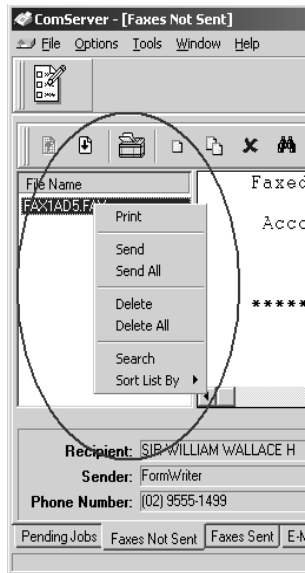 ComServer - [Faxes Not Sent]
File Options Tools Window Help
File Name
FAX1AD5.FAX
Faxed
Acco
*****
Print
Send
Send All
Delete
Delete All
Search
Sort List By
Recipient: SIR WILLIAM WALLACE H
Sender: FormWriter
Phone Number: (02) 9555-1499
Pending Jobs Faxes Not Sent Faxes Sent E-M